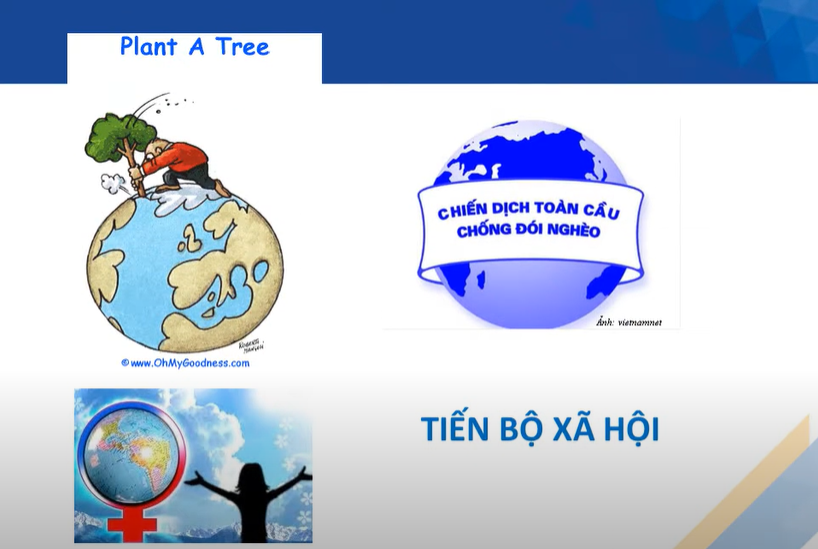 Plant A Tree
CHIẾN DỊCH TOÀN CẦU
CHỐNG ĐÓI NGHÈO
Ảnh: vietnamnet
©www.OhMyGoodness.com
TIẾN BỘ XÃ HỘI